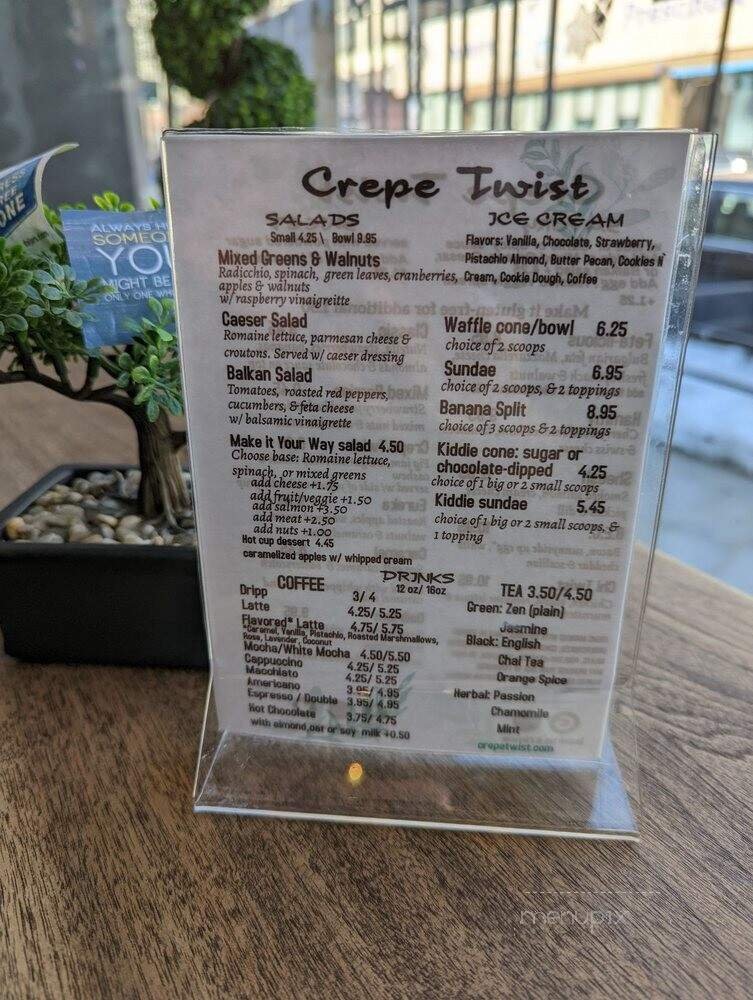 Crepe Twist
SALADS
Small 4.25 \ Bowl 9.95
Mixed Greens & Walnuts
Radicchio, spinach, green leaves, cranberries,
apples & walnuts
w/ raspberry vinaigreitte
Caeser Salad
Romaine lettuce, parmesan cheese &
croutons. Served w/ caeser dressing
Balkan Salad
Tomatoes, roasted red peppers,
cucumbers, & feta cheese
w/ balsamic vinaigrette
Make it Your Way salad 4.50
Choose base: Romaine lettuce,
spinach, or mixed greens
add cheese +1.75
add fruit/veggie +1.50
add salmon +3.50
add meat +2.50
add nuts +1.00
Hot cup dessert 4.45
caramelized apples w/ whipped cream
ICE CREAM
Flavors: Vanilla, Chocolate, Strawberry,
Pistachio Almond, Butter Pecan, Cookies N
Cream, Cookie Dough, Coffee
Waffle cone/bowl 6.25
choice of 2 scoops
Sundae 6.95
choice of 2 scoops, & 2 toppings
Banana Split 8.95
choice of 3 scoops & 2 toppings
Kiddie cone: sugar or
chocolate-dipped 4.25
choice of 1 big or 2 small scoops
Kiddie sundae 5.45
choice of 1 big or 2 small scoops, &
1 topping
DRINKS
12 oz/ 16oz
COFFEE
Dripp 3/ 4
Latte 4.25/ 5.25
Flavored* Latte 4.75/ 5.75
*Caramel, Vanilla, Pistachio, Roasted Marshmallows,
Rose, Lavender, Coconut
Mocha/White Mocha 4.50/5.50
Cappuccino 4.25/ 5.25
Macchiato 4.25/ 5.25
Americano 3.95/ 4.95
Espresso / Double 3.95/ 4.95
Hot Chocolate 3.75/ 4.75
with almond,oat or soy milk +0.50
TEA 3.50/4.50
Green: Zen (plain)
Jasmine
Black: English
Chai Tea
Orange Spice
Herbal: Passion
Chamomile
Mint
crepetwist.com
ALWAYS
SOMEO
YOU
MIGHT BE
ONLY ONE
ONE
menupix